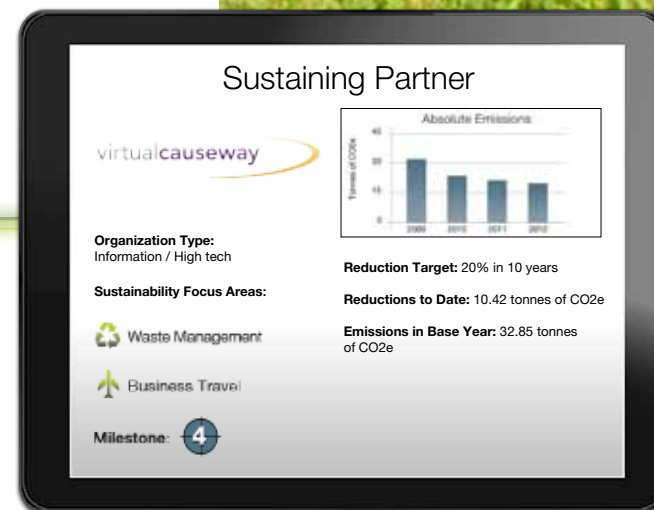 Sustaining Partner
virtualcauseway
Organization Type:
Information / High tech
Sustainability Focus Areas:
Waste Management
Business Travel
Milestone: 4
Absolute Emissions
Tonnes of CO2e
0
2009 2010 2011 2012
Reduction Target: 20% in 10 years
Reductions to Date: 10.42 tonnes of CO2e
Emissions in Base Year: 32.85 tonnes
of CO2e